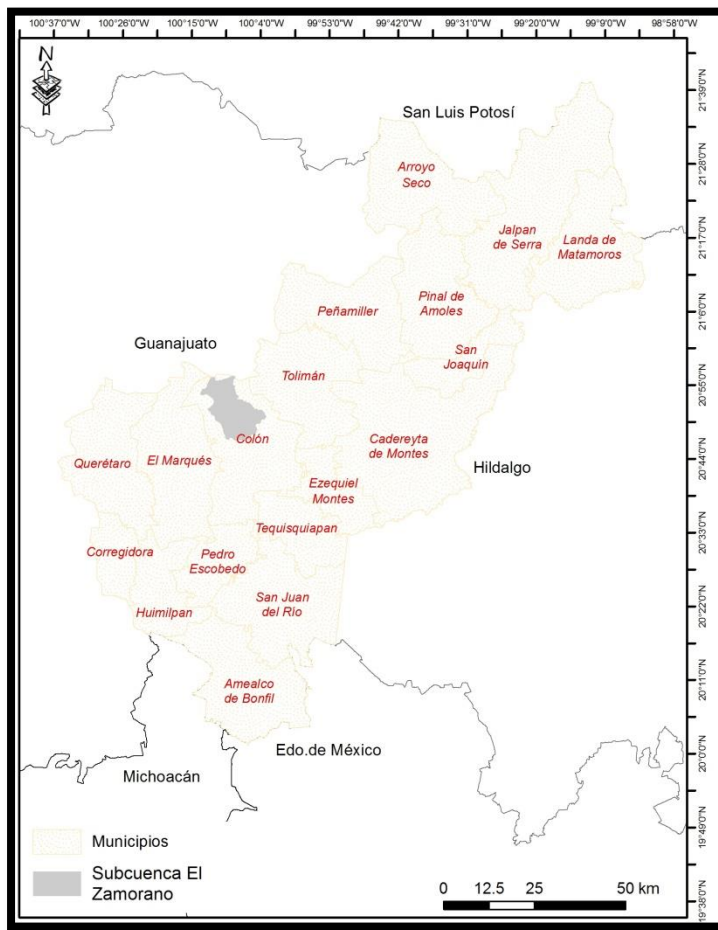 100°37'0"W 100°26'0"W 100°15'0"W 100°4'0"W 99°53'0"W 99°42'0"W 99°31'0"W 99°20'0"W 99°9'0"W 98°58'0"W
N
San Luis Potosí
Arroyo
Seco
Jalpan
de Serra
Landa de
Matamoros
Peñamiller
Pinal de
Amoles
Guanajuato
San
Joaquín
Tolimán
Colón
Cadereyta
de Montes
Querétaro
El Marqués
Hildalgo
Ezequiel
Montes
Tequisquiapan
Corregidora
Pedro
Escobedo
San Juan
del Río
Huimilpan
Amealco
de Bonfil
Edo.de México
Michoacán
Municipios
Subcuenca El
Zamorano
0 12.5 25 50 km
21°39'0"N
21°28'0"N
21°17'0"N
21°6'0"N
20°55'0"N
20°44'0"N
20°33'0"N
20°22'0"N
20°11'0"N
20°0'0"N
19°49'0"N
19°38'0"N